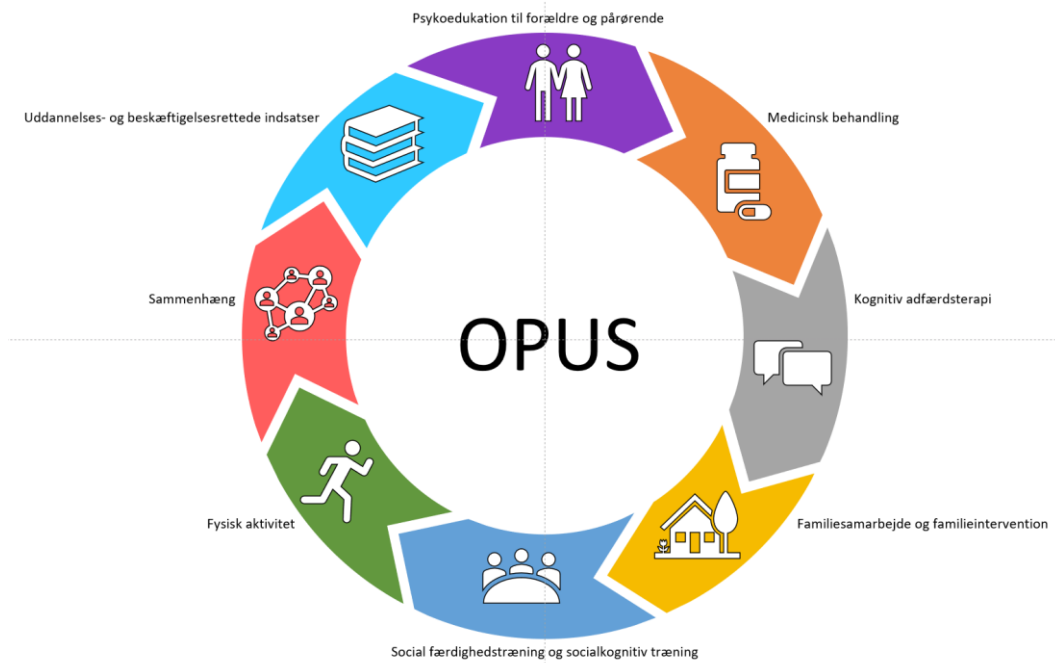 Psykoedukation til forældre og pårørende
Uddannelses- og beskæftigelsesrettede indsatser
Medicinsk behandling
Sammenhæng
Kognitiv adfærdsterapi
OPUS
Fysisk aktivitet
Familiesamarbejde og familieintervention
Social færdighedstræning og socialkognitiv træning